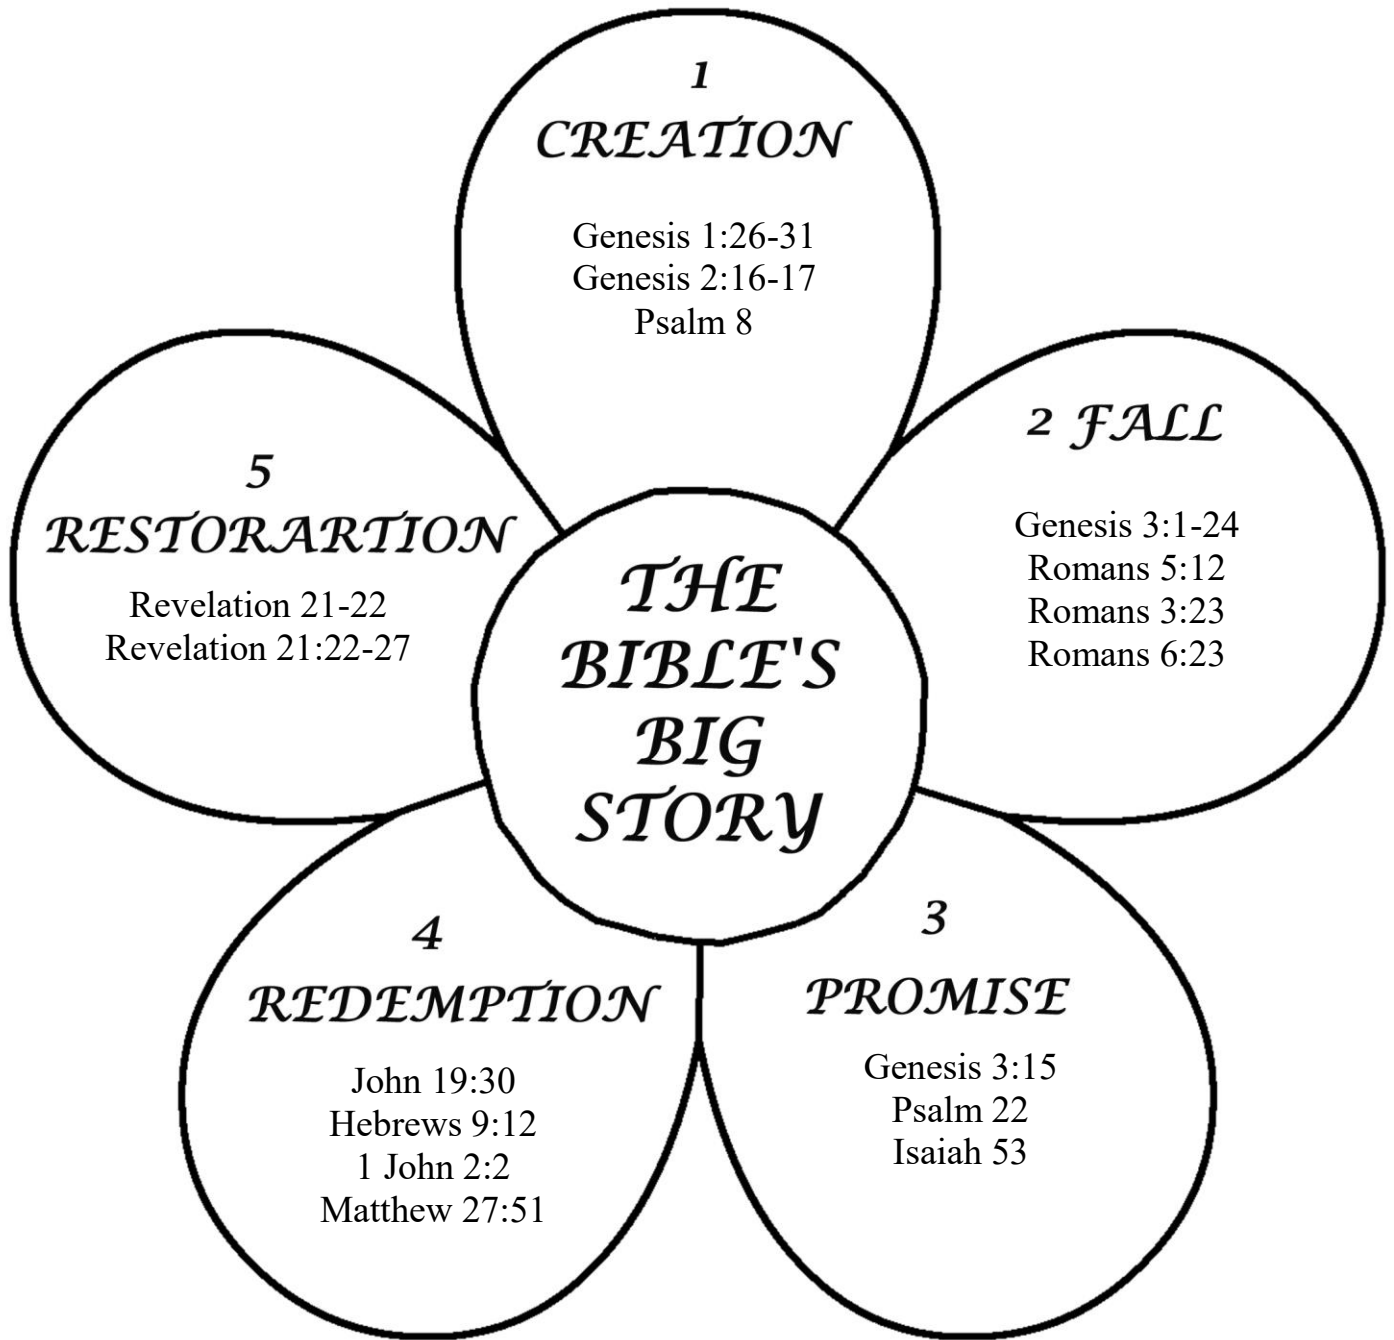 THE
BIBLE'S
BIG
STORY
1
CREATION
Genesis 1:26-31
Genesis 2:16-17
Psalm 8
2 FALL
Genesis 3:1-24
Romans 5:12
Romans 3:23
Romans 6:23
3
PROMISE
Genesis 3:15
Psalm 22
Isaiah 53
4
REDEMPTION
John 19:30
Hebrews 9:12
1 John 2:2
Matthew 27:51
5
RESTORARTION
Revelation 21-22
Revelation 21:22-27